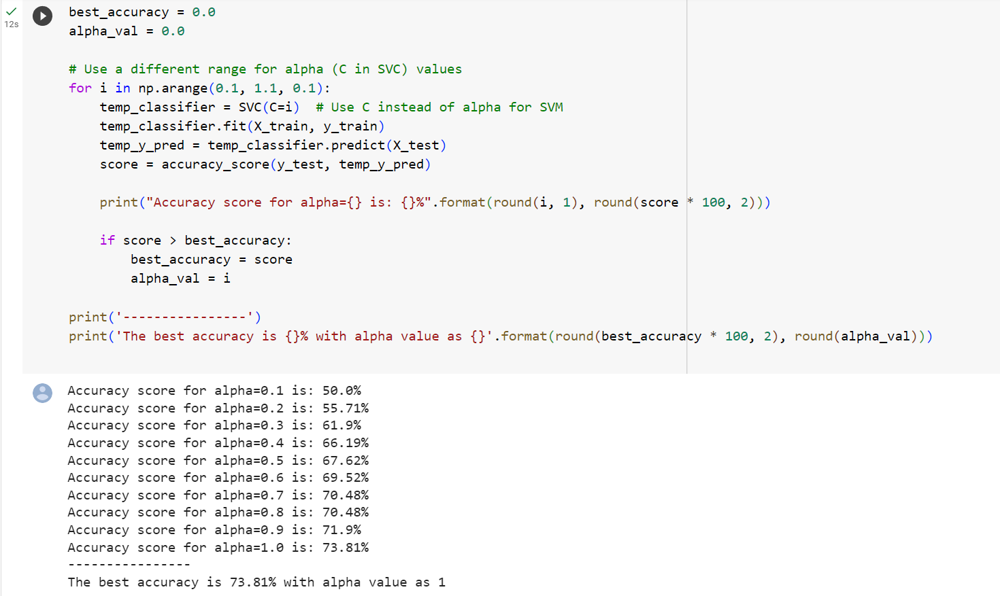 12s
best_accuracy = 0.0
alpha_val = 0.0
# Use a different range for alpha (C in SVC) values
for i in np.arange(0.1, 1.1, 0.1):
    temp_classifier = SVC(C=i)  # Use C instead of alpha for SVM
    temp_classifier.fit(X_train, y_train)
    temp_y_pred = temp_classifier.predict(X_test)
    score = accuracy_score(y_test, temp_y_pred)
    print("Accuracy score for alpha={} is: {}%".format(round(i, 1), round(score * 100, 2)))
    if score > best_accuracy:
        best_accuracy = score
        alpha_val = i
print('----------------')
print('The best accuracy is {}% with alpha value as {}'.format(round(best_accuracy * 100, 2), round(alpha_val)))
Accuracy score for alpha=0.1 is: 50.0%
Accuracy score for alpha=0.2 is: 55.71%
Accuracy score for alpha=0.3 is: 61.9%
Accuracy score for alpha=0.4 is: 66.19%
Accuracy score for alpha=0.5 is: 67.62%
Accuracy score for alpha=0.6 is: 69.52%
Accuracy score for alpha=0.7 is: 70.48%
Accuracy score for alpha=0.8 is: 70.48%
Accuracy score for alpha=0.9 is: 71.9%
Accuracy score for alpha=1.0 is: 73.81%
----------------
The best accuracy is 73.81% with alpha value as 1